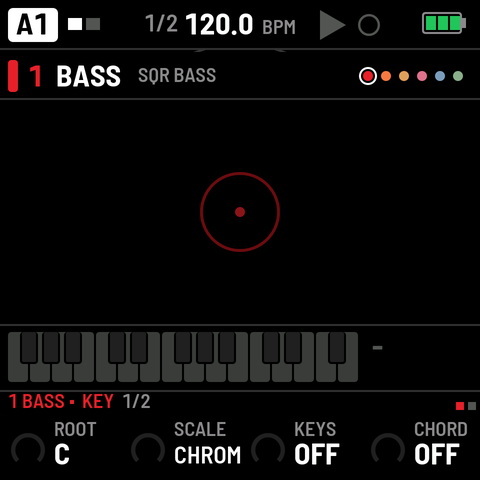 A1 1/2 120.0 BPM
1 BASS SQR BASS
-
1 BASS • KEY 1/2
ROOT SCALE KEYS CHORD
C CHROM OFF OFF